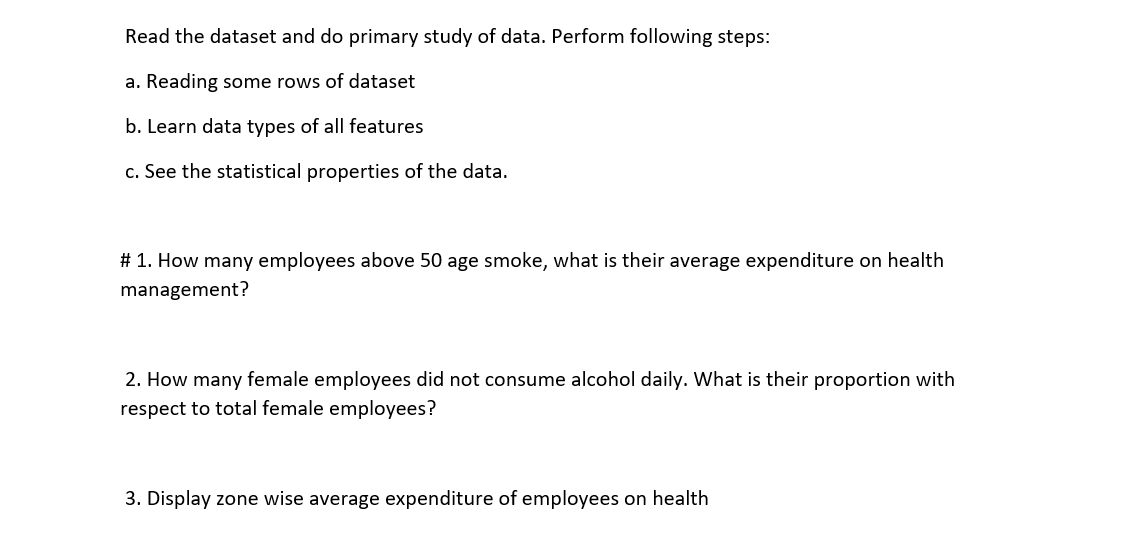 Read the dataset and do primary study of data. Perform following steps:
a. Reading some rows of dataset
b. Learn data types of all features
c. See the statistical properties of the data.
# 1. How many employees above 50 age smoke, what is their average expenditure on health
management?
2. How many female employees did not consume alcohol daily. What is their proportion with
respect to total female employees?
3. Display zone wise average expenditure of employees on health